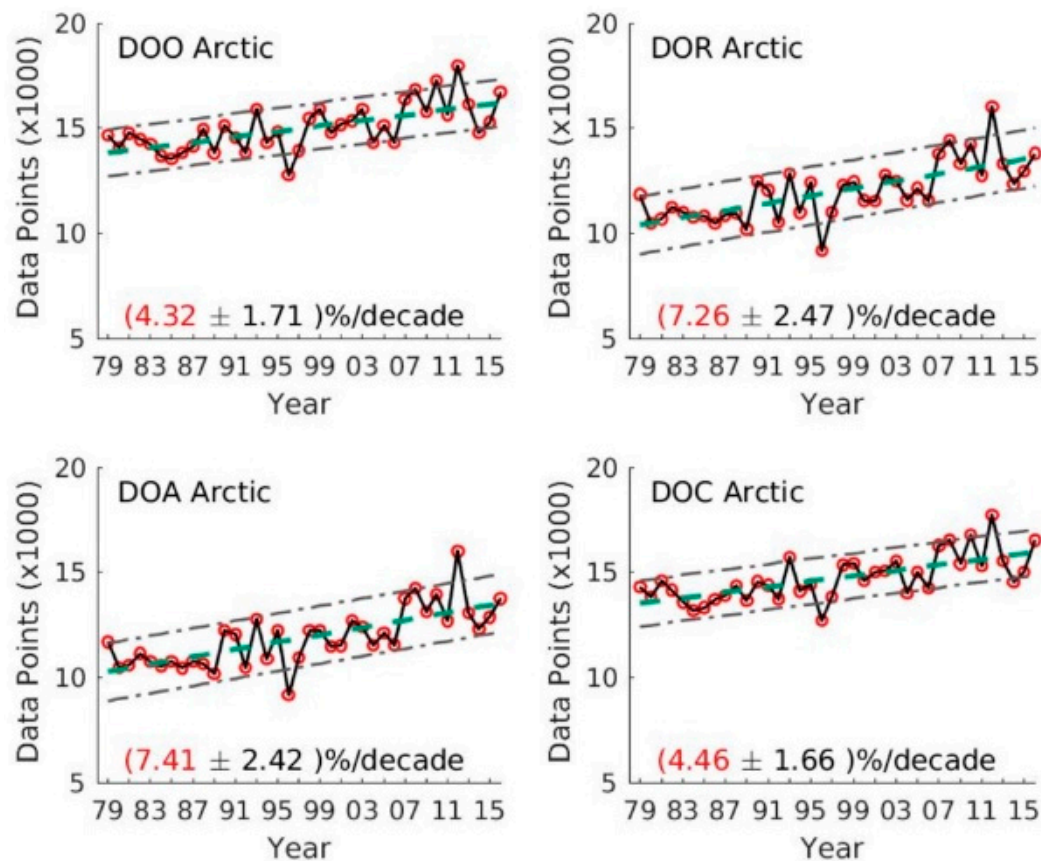 20
15
10
5
Data Points (x1000)
DOO Arctic
(4.32 ± 1.71 )%/decade
79 83 87 91 95 99 03 07 11 15
Year
20
15
10
5
Data Points (x1000)
DOR Arctic
(7.26 ± 2.47 )%/decade
79 83 87 91 95 99 03 07 11 15
Year
20
15
10
5
Data Points (x1000)
DOA Arctic
(7.41 ± 2.42 )%/decade
79 83 87 91 95 99 03 07 11 15
Year
20
15
10
5
Data Points (x1000)
DOC Arctic
(4.46 ± 1.66 )%/decade
79 83 87 91 95 99 03 07 11 15
Year